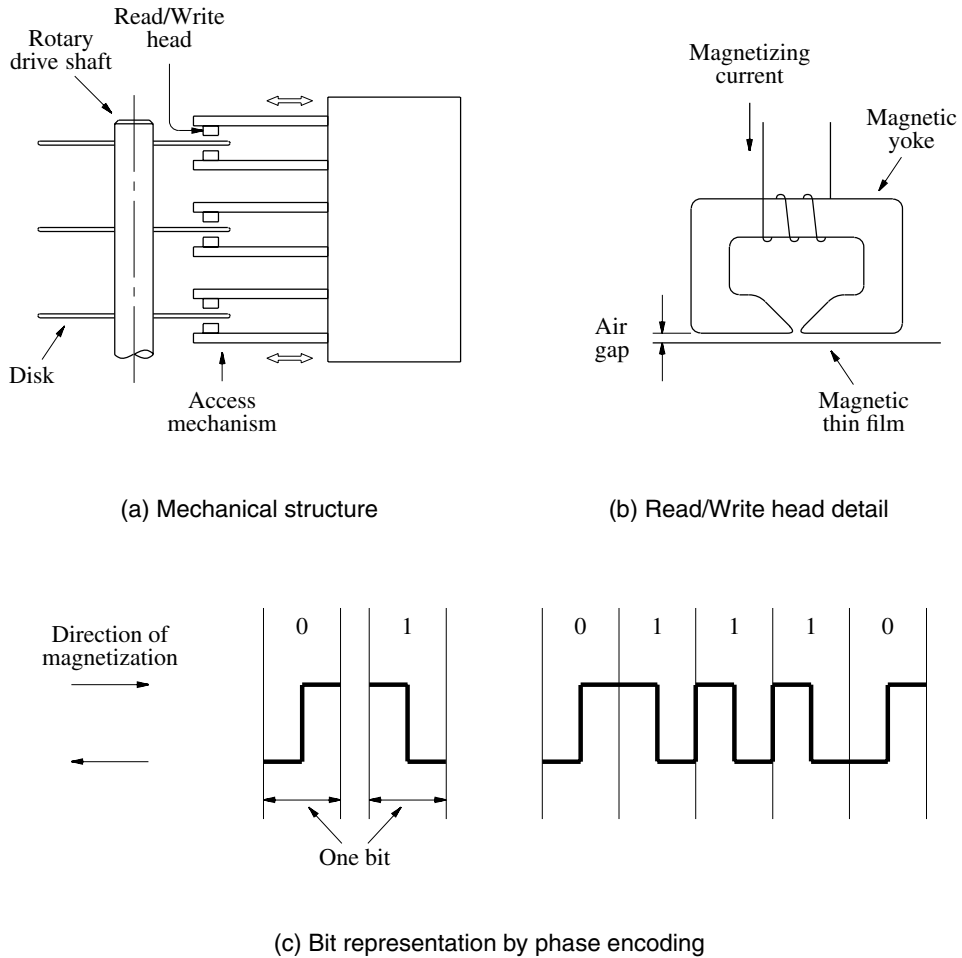 Read/Write
head
Rotary
drive shaft
Disk
Access
mechanism
(a) Mechanical structure
Magnetizing
current
Magnetic
yoke
Air
gap
Magnetic
thin film
(b) Read/Write head detail
Direction of
magnetization
0 1
One bit
0 1 1 1 0
(c) Bit representation by phase encoding